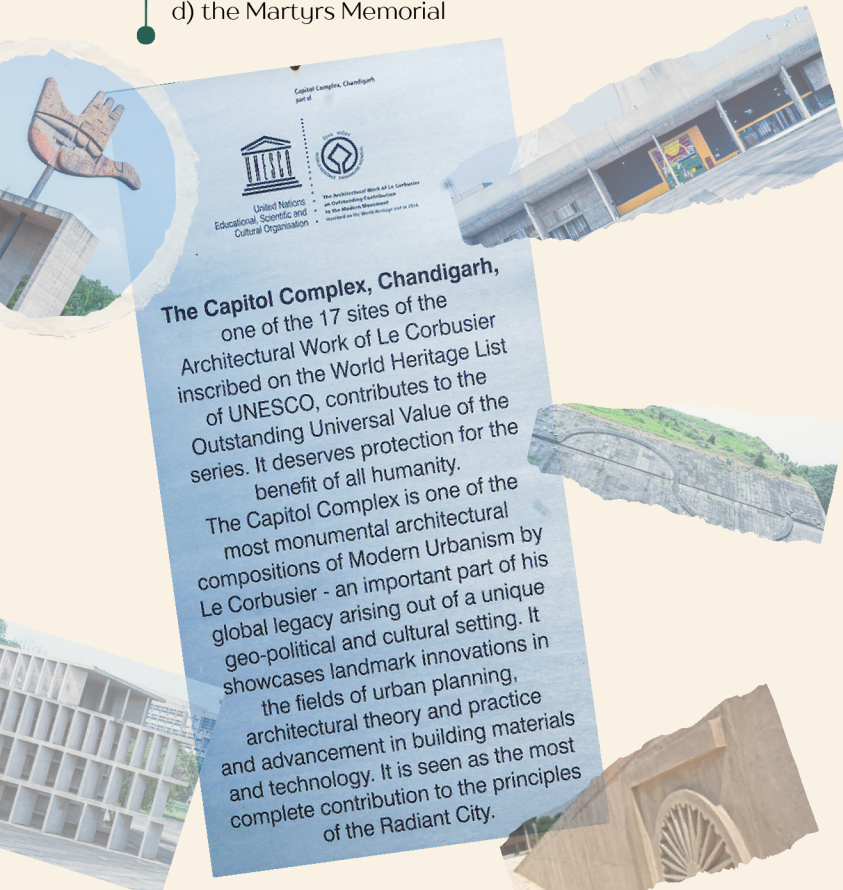 d) the Martyrs Memorial
Capitol Complex, Chandigarh
part of
United Nations
Educational, Scientific and
Cultural Organisation
The Architectural Work of Le Corbusier
an Outstanding Contribution
to the Modern Movement
inscribed on the World Heritage List in 2016
The Capitol Complex, Chandigarh,
one of the 17 sites of the
Architectural Work of Le Corbusier
inscribed on the World Heritage List
of UNESCO, contributes to the
Outstanding Universal Value of the
series. It deserves protection for the
benefit of all humanity.
The Capitol Complex is one of the
most monumental architectural
compositions of Modern Urbanism by
Le Corbusier - an important part of his
global legacy arising out of a unique
geo-political and cultural setting. It
showcases landmark innovations in
the fields of urban planning,
architectural theory and practice
and advancement in building materials
and technology. It is seen as the most
complete contribution to the principles
of the Radiant City.